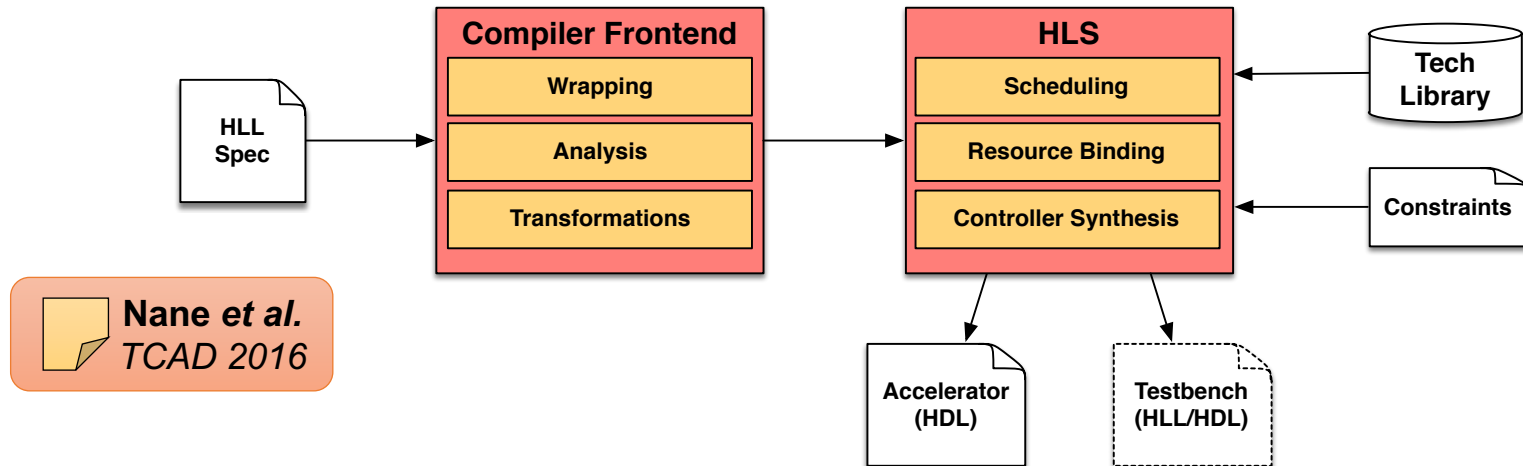 Compiler Frontend
Wrapping
Analysis
Transformations
HLS
Scheduling
Resource Binding
Controller Synthesis
HLL
Spec
Tech
Library
Constraints
Nane et al.
TCAD 2016
Accelerator
(HDL)
Testbench
(HLL/HDL)